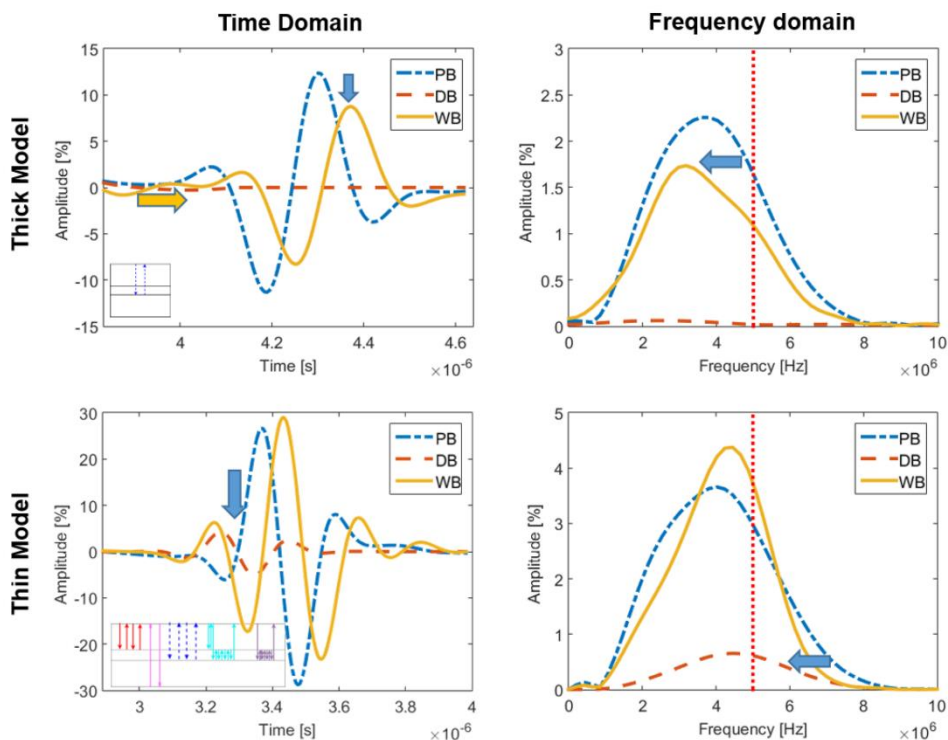 Time Domain
Frequency domain
Thick Model
15
10
5
0
-5
-10
-15
Amplitude [%]
PB
DB
WB
4
4.2
4.4
4.6
Time [s]
×10^-6
3
2.5
2
1.5
1
0.5
0
Amplitude [%]
PB
DB
WB
0
2
4
6
8
10
Frequency [Hz]
×10^6
Thin Model
30
20
10
0
-10
-20
-30
Amplitude [%]
PB
DB
WB
3
3.2
3.4
3.6
3.8
4
Time [s]
×10^-6
5
4
3
2
1
0
Amplitude [%]
PB
DB
WB
0
2
4
6
8
10
Frequency [Hz]
×10^6